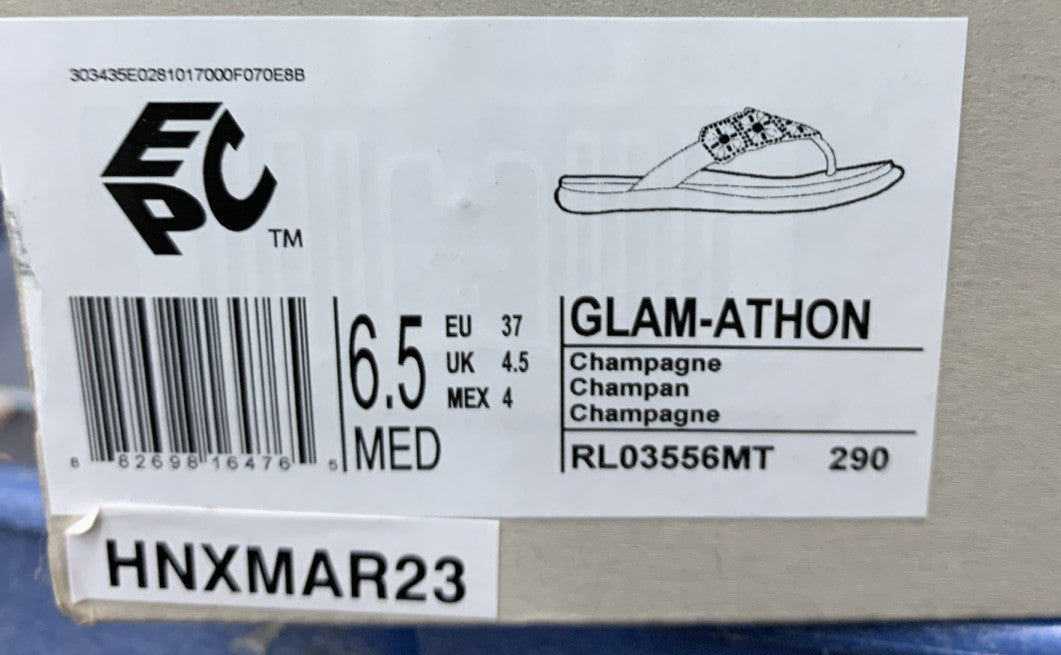 303435E0281017000F070E8B
EPC
TM
6.5
MED
EU 37
UK 4.5
MEX 4
GLAM-ATHON
Champagne
Champan
Champagne
RL03556MT 290
8 82698 16476 5
HNXMAR23